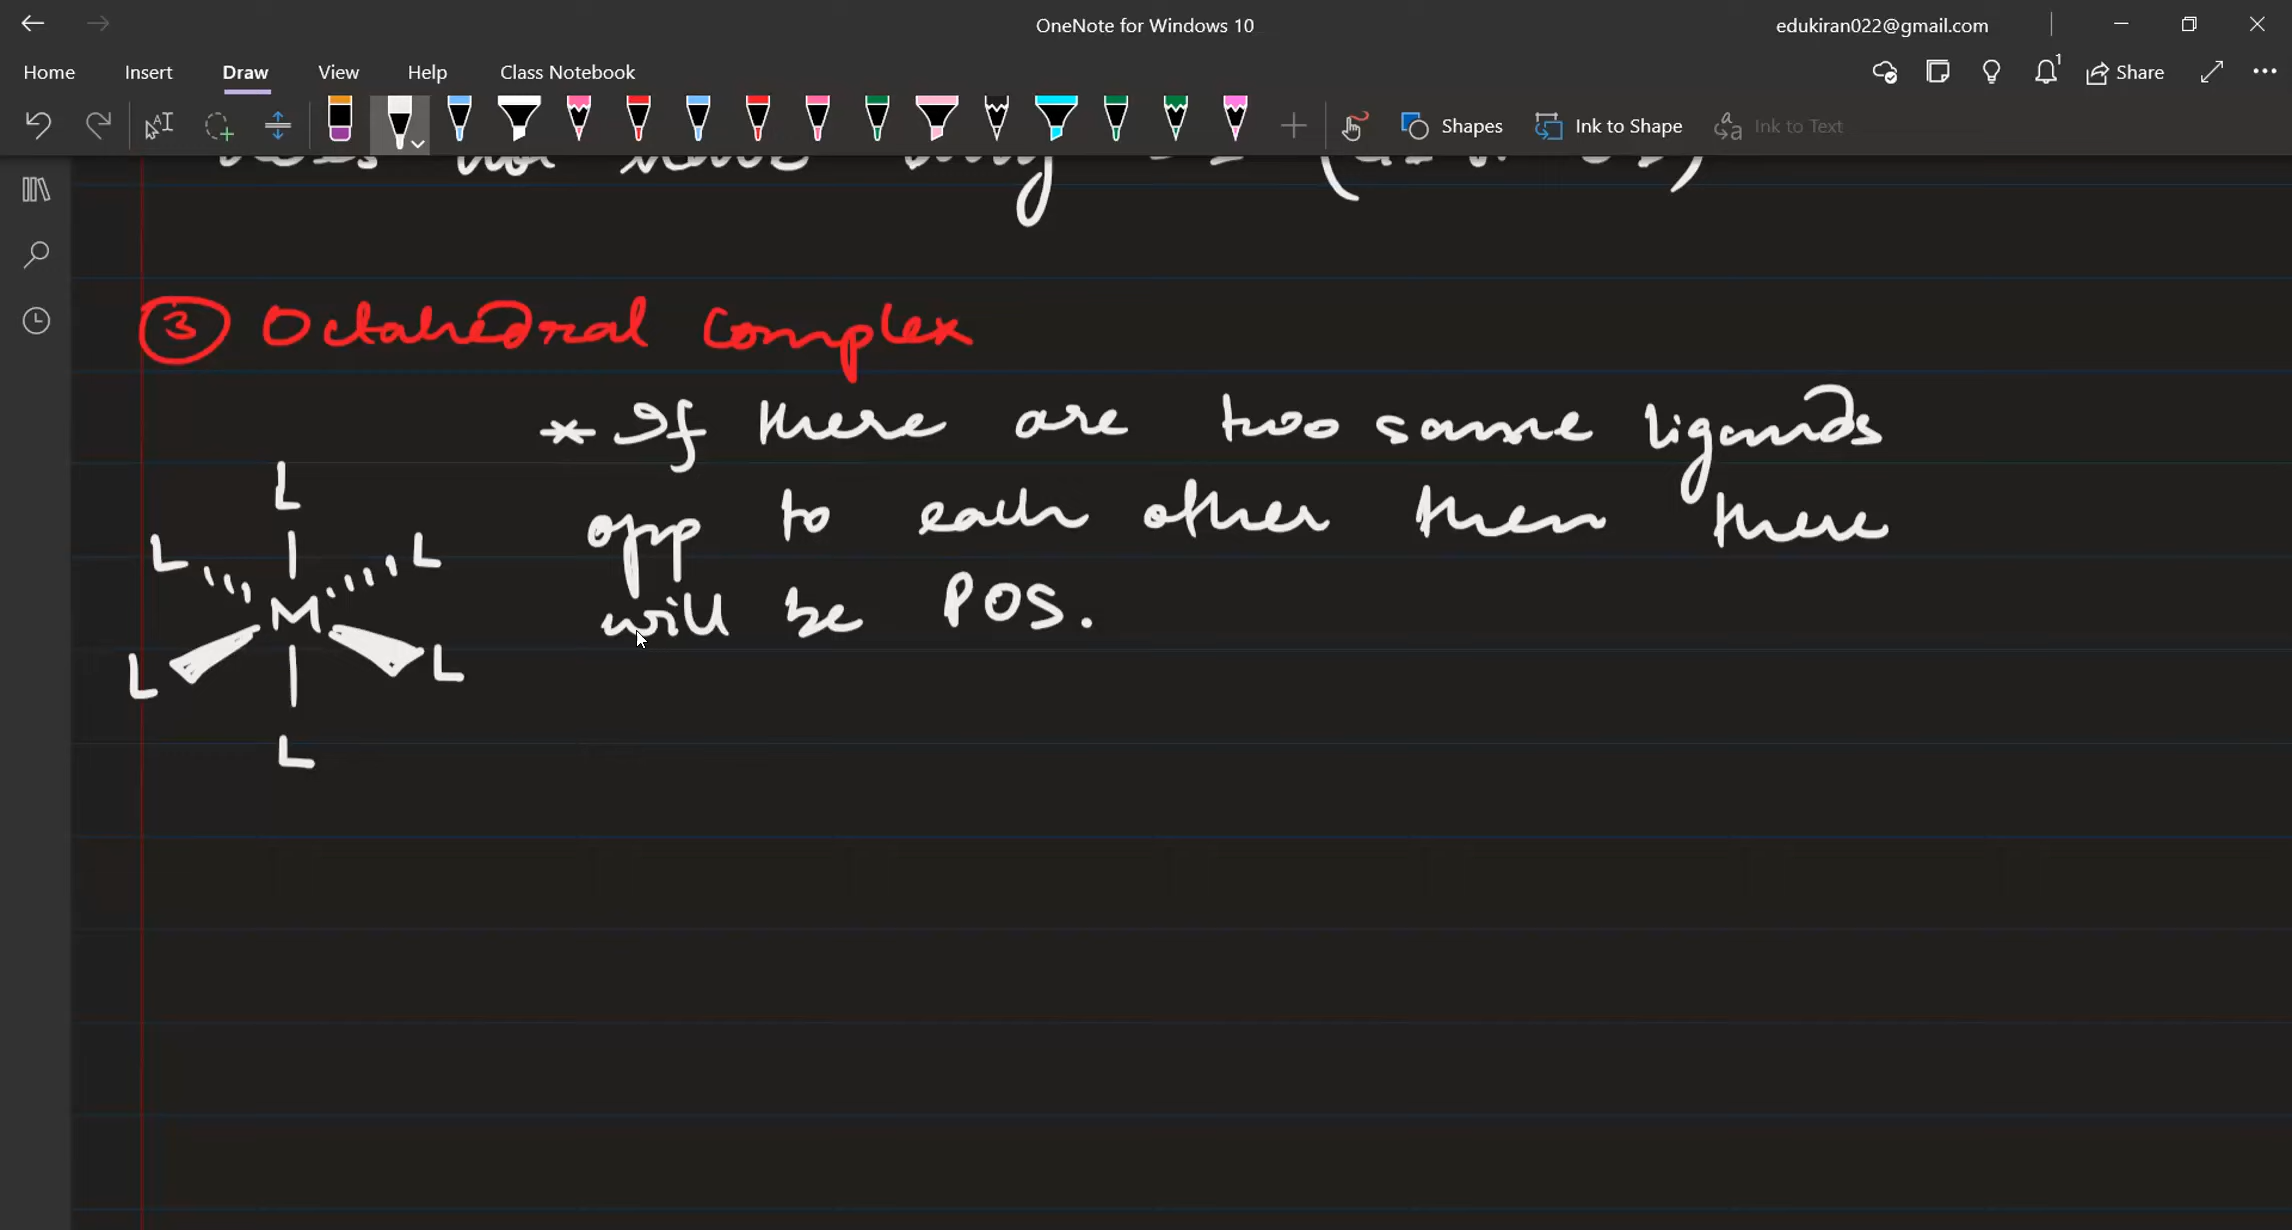 OneNote for Windows 10
edukiran022@gmail.com
Home Insert Draw View Help Class Notebook
1 Share
Shapes Ink to Shape Ink to Text
③ Octahedral complex
* If there are two same ligands
opp to each other then there
will be POS.
L
L L
M
L L
L